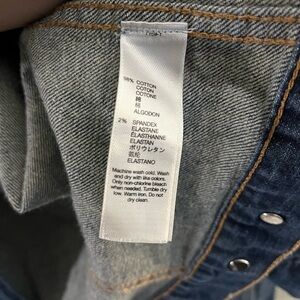 98% COTTON
COTON
COTONE
綿
棉
ALGODON
2% SPANDEX
ELASTANE
ELASTHANNE
ELASTAN
ポリウレタン
氨纶
ELASTANO
Machine wash cold. Wash
and dry with like colors.
Only non-chlorine bleach
when needed. Tumble dry
low. Warm iron. Do not
dry clean.